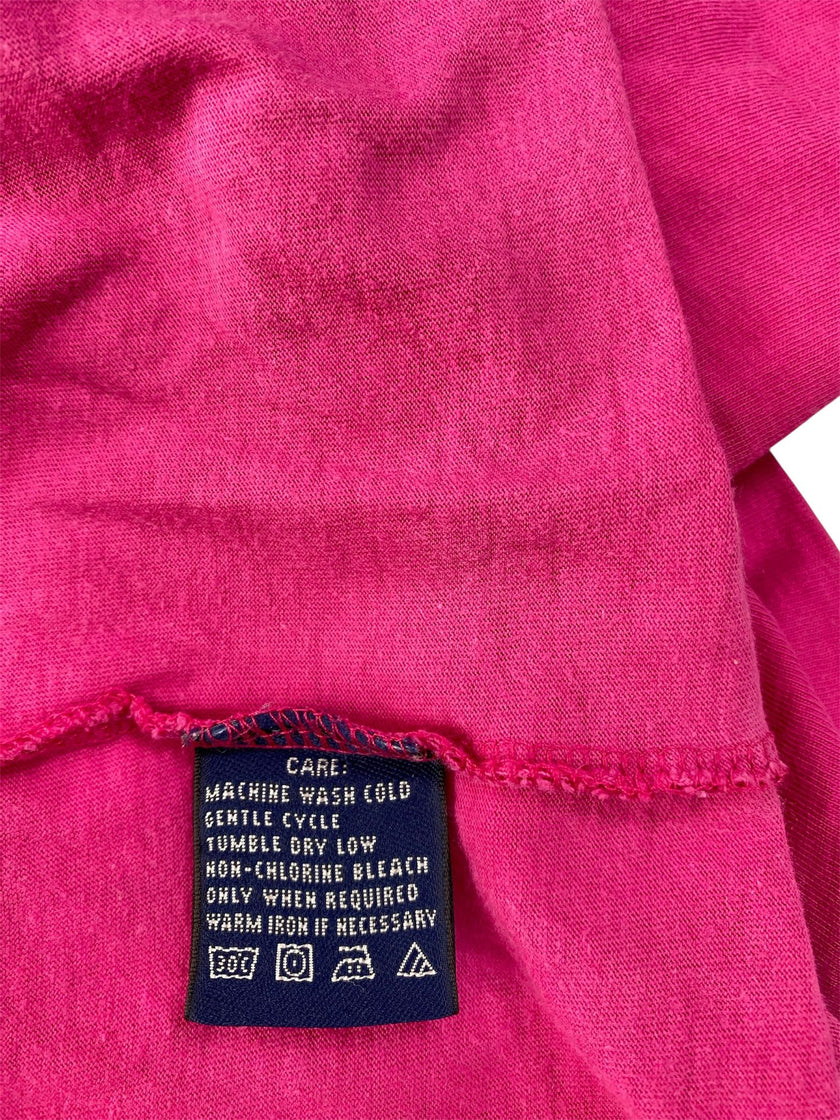 CARE:
MACHINE WASH COLD
GENTLE CYCLE
TUMBLE DRY LOW
NON-CHLORINE BLEACH
ONLY WHEN REQUIRED
WARM IRON IF NECESSARY
30C